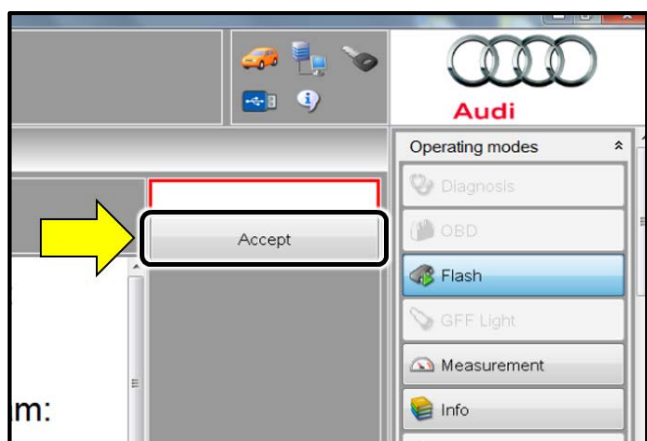 Audi
Operating modes
Diagnosis
OBD
Accept
Flash
GFF Light
Measurement
Info
m: